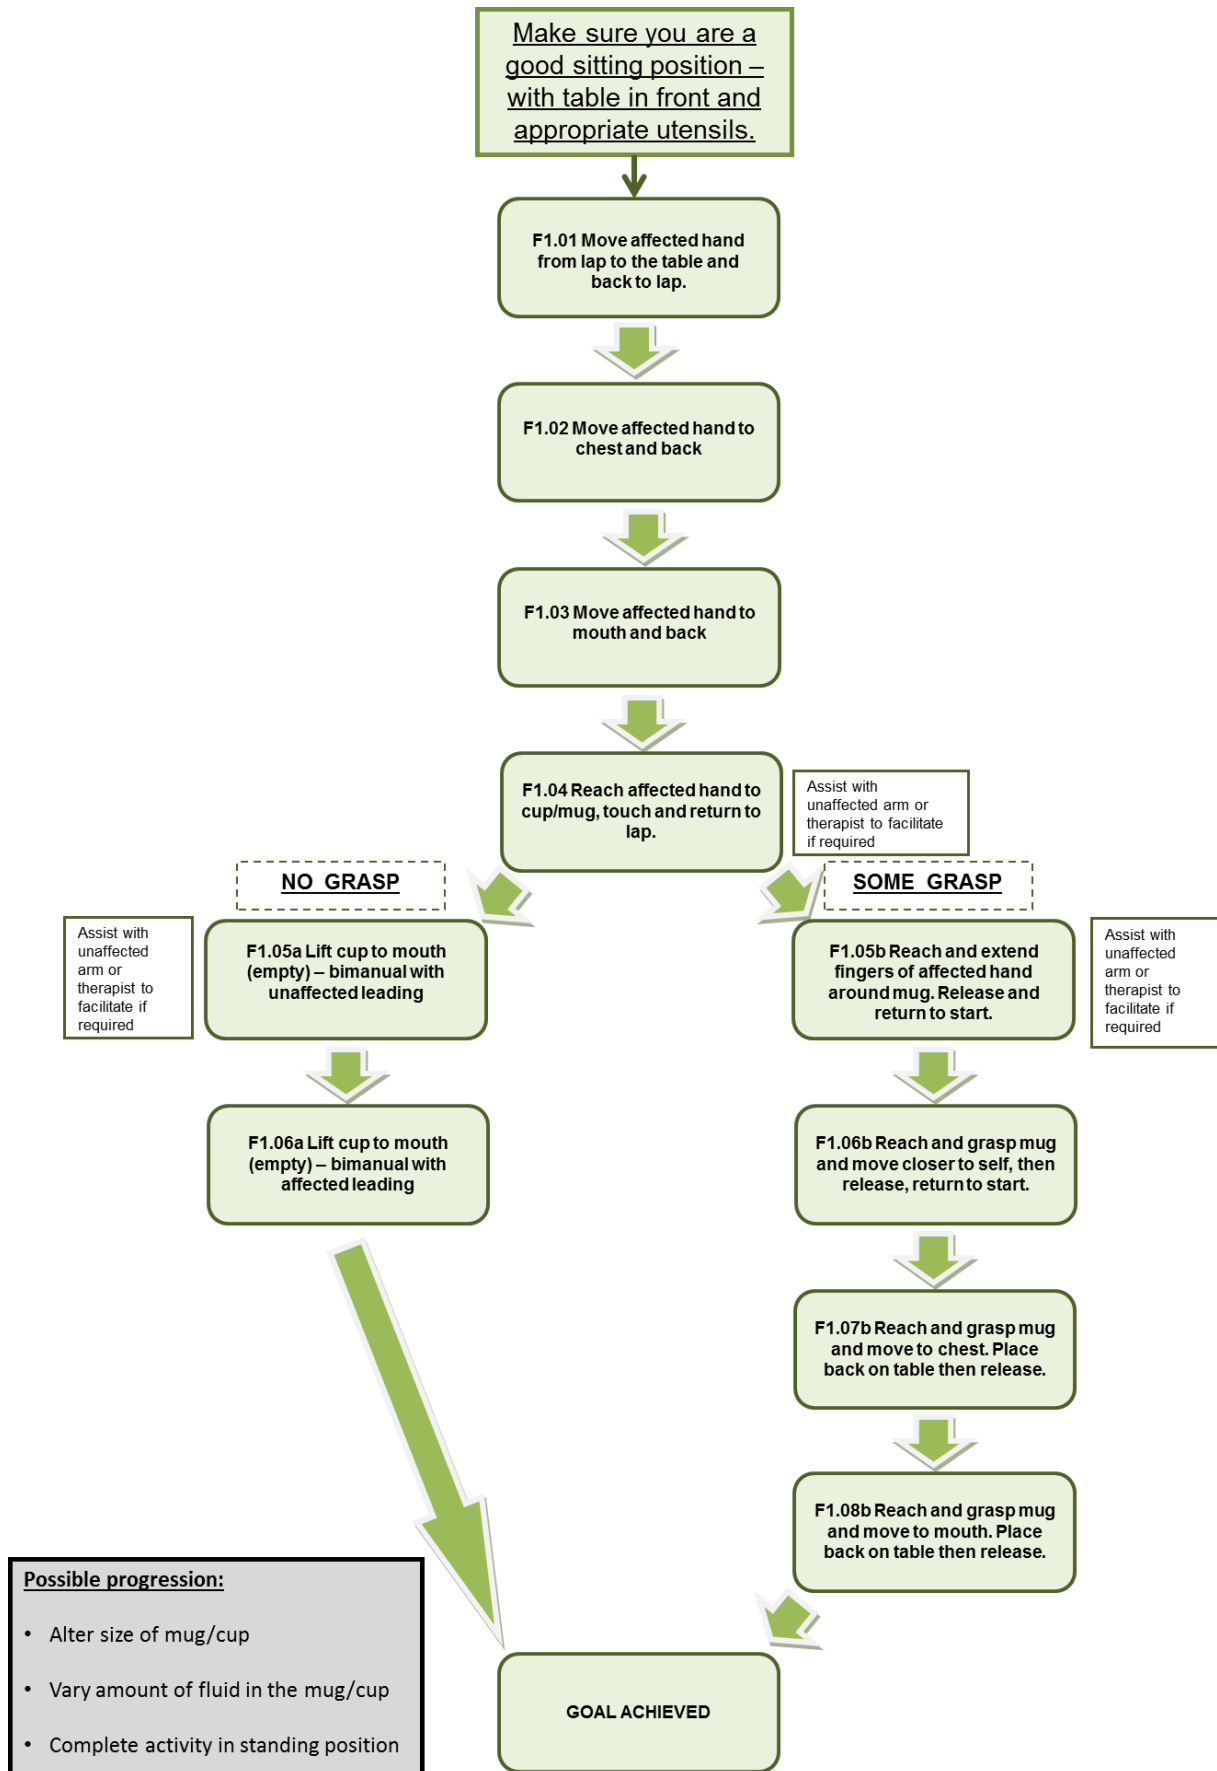 Make sure you are a
good sitting position –
with table in front and
appropriate utensils.
F1.01 Move affected hand
from lap to the table and
back to lap.
F1.02 Move affected hand to
chest and back
F1.03 Move affected hand to
mouth and back
F1.04 Reach affected hand to
cup/mug, touch and return to
lap.
Assist with
unaffected arm or
therapist to facilitate
if required
NO GRASP
SOME GRASP
Assist with
unaffected
arm or
therapist to
facilitate if
required
F1.05a Lift cup to mouth
(empty) – bimanual with
unaffected leading
F1.05b Reach and extend
fingers of affected hand
around mug. Release and
return to start.
Assist with
unaffected
arm or
therapist to
facilitate if
required
F1.06a Lift cup to mouth
(empty) – bimanual with
affected leading
F1.06b Reach and grasp mug
and move closer to self, then
release, return to start.
F1.07b Reach and grasp mug
and move to chest. Place
back on table then release.
F1.08b Reach and grasp mug
and move to mouth. Place
back on table then release.
Possible progression:
• Alter size of mug/cup
• Vary amount of fluid in the mug/cup
• Complete activity in standing position
GOAL ACHIEVED